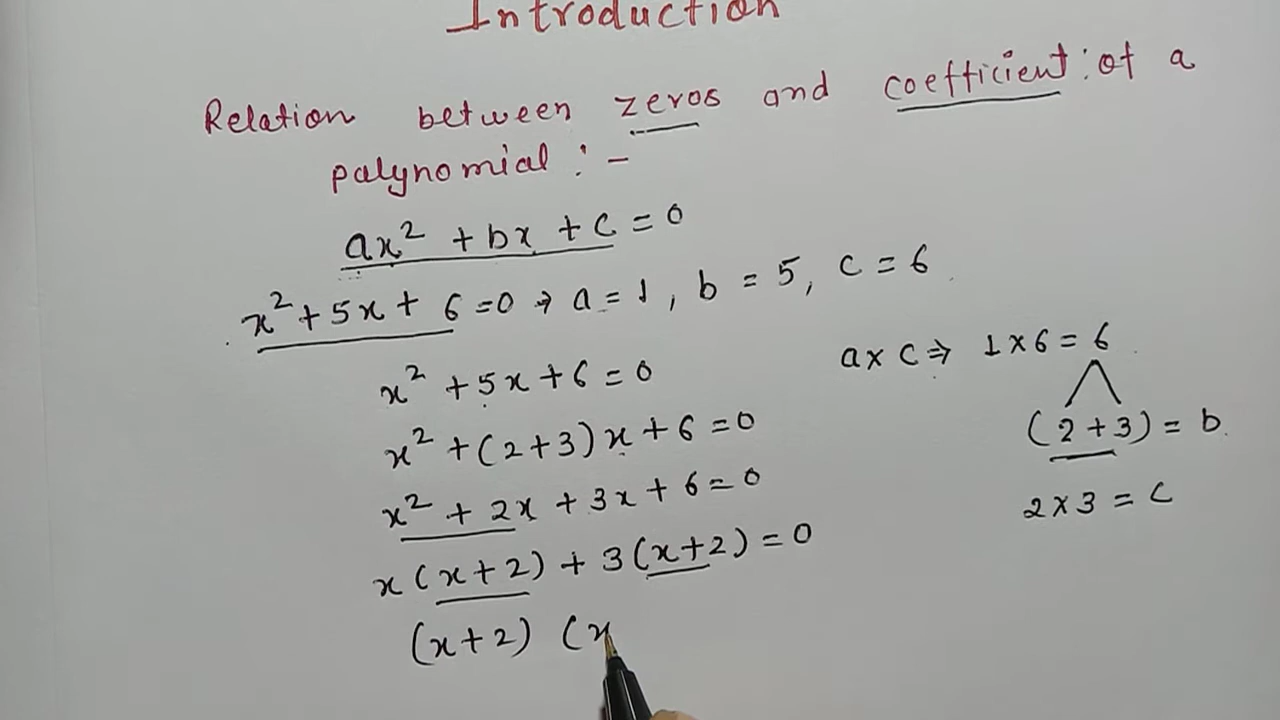 Introduction
Relation between zeros and coefficient of a
palynomial :-
ax² + bx + c = 0
x² + 5x + 6 = 0 → a = 1, b = 5, c = 6
x² + 5x + 6 = 0
a × c ⇒ 1 × 6 = 6
x² + (2+3)x + 6 = 0
(2+3) = b
x² + 2x + 3x + 6 = 0
2 × 3 = c
x(x+2) + 3(x+2) = 0
(x+2) (x